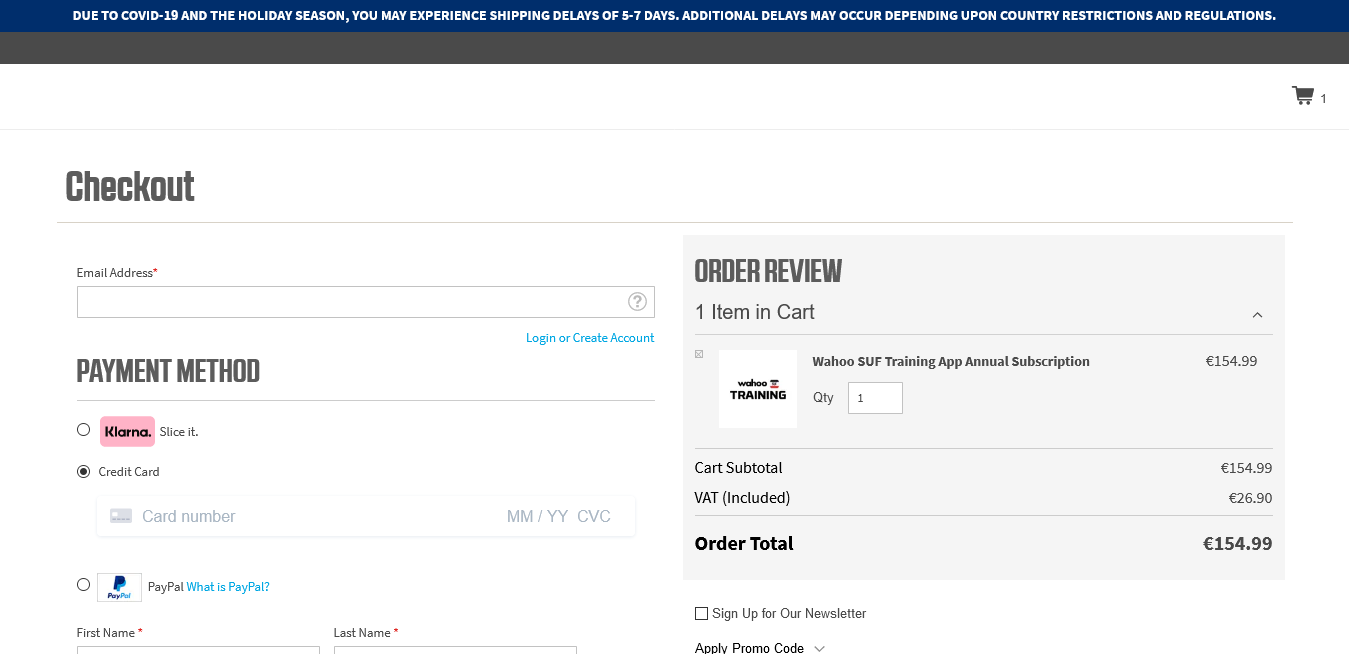 DUE TO COVID-19 AND THE HOLIDAY SEASON, YOU MAY EXPERIENCE SHIPPING DELAYS OF 5-7 DAYS. ADDITIONAL DELAYS MAY OCCUR DEPENDING UPON COUNTRY RESTRICTIONS AND REGULATIONS.
1
Checkout
Email Address*
?
Login or Create Account
PAYMENT METHOD
Klarna. Slice it.
Credit Card
Card number MM / YY CVC
PayPal PayPal What is PayPal?
First Name * Last Name *
ORDER REVIEW
1 Item in Cart
wahoo TRAINING
Wahoo SUF Training App Annual Subscription €154.99
Qty 1
Cart Subtotal €154.99
VAT (Included) €26.90
Order Total €154.99
Sign Up for Our Newsletter
Apply Promo Code